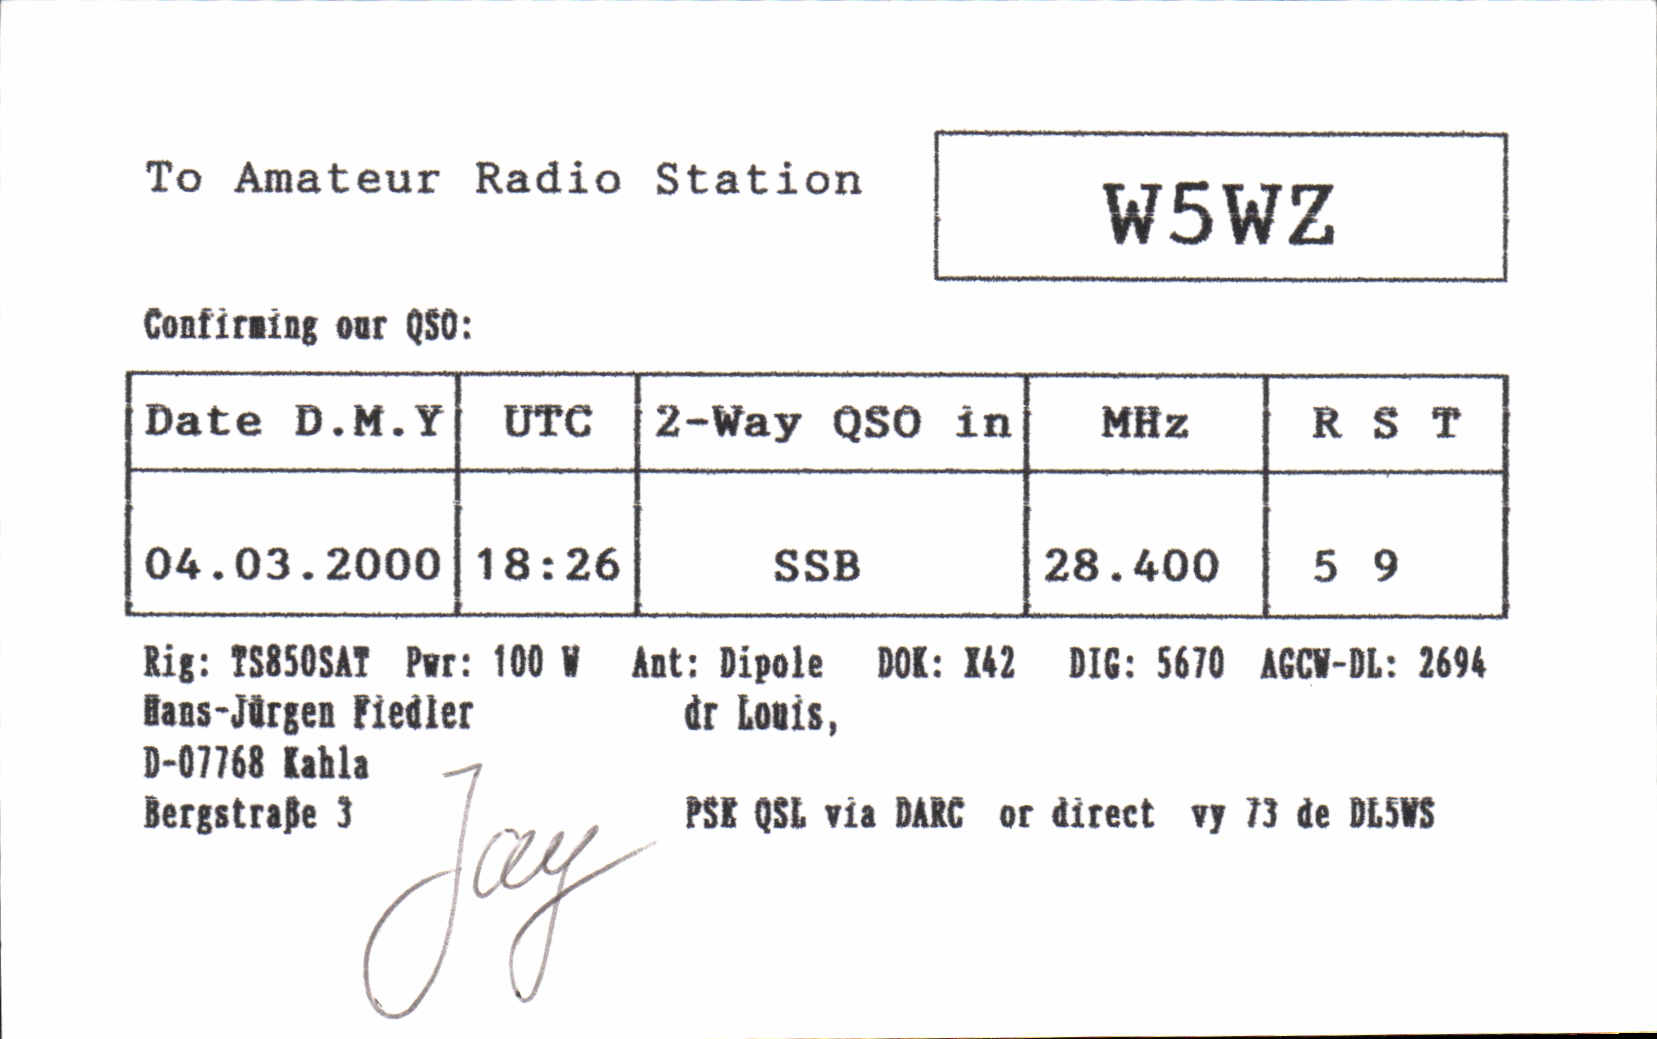 To Amateur Radio Station
W5WZ
Confirming our QSO:
Date D.M.Y UTC 2-Way QSO in MHz R S T
04.03.2000 18:26 SSB 28.400 5 9
Rig: TS850SAT Pwr: 100 W Ant: Dipole DOK: X42 DIG: 5670 AGCW-DL: 2694
Hans-Jürgen Fiedler dr Louis,
D-07768 Kahla
Bergstraße 3 PSE QSL via DARC or direct vy 73 de DL5WS
Jay